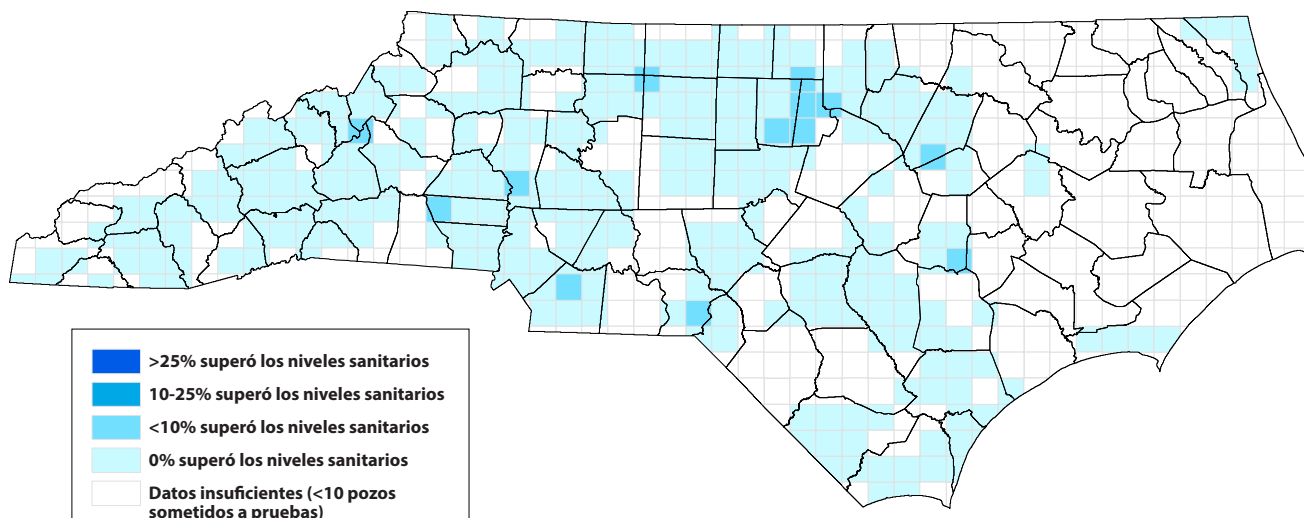 >25% superó los niveles sanitarios
10-25% superó los niveles sanitarios
<10% superó los niveles sanitarios
0% superó los niveles sanitarios
Datos insuficientes (<10 pozos
sometidos a pruebas)